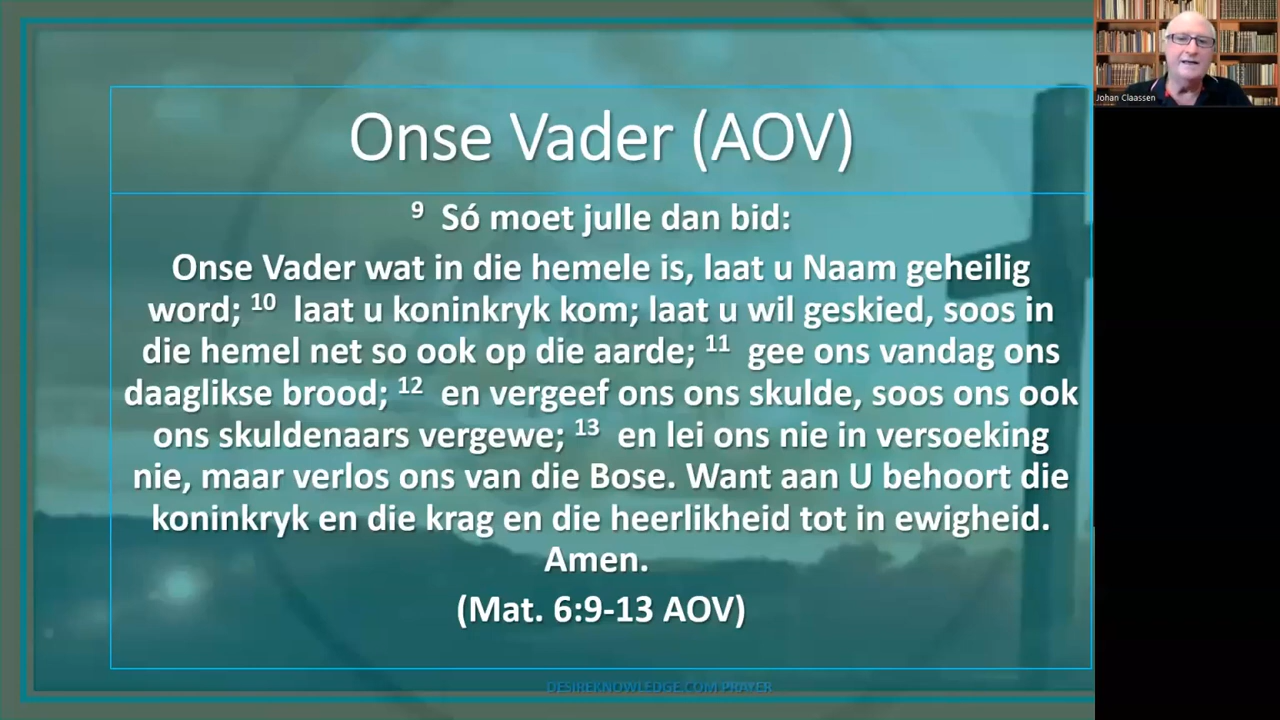 Onse Vader (AOV)
9 Só moet julle dan bid:
Onse Vader wat in die hemele is, laat u Naam geheilig
word; 10 laat u koninkryk kom; laat u wil geskied, soos in
die hemel net so ook op die aarde; 11 gee ons vandag ons
daaglikse brood; 12 en vergeef ons ons skulde, soos ons ook
ons skuldenaars vergewe; 13 en lei ons nie in versoeking
nie, maar verlos ons van die Bose. Want aan U behoort die
koninkryk en die krag en die heerlikheid tot in ewigheid.
Amen.
(Mat. 6:9-13 AOV)
DESIREKNOWLEDGE.COM PRAYER
Johan Claassen